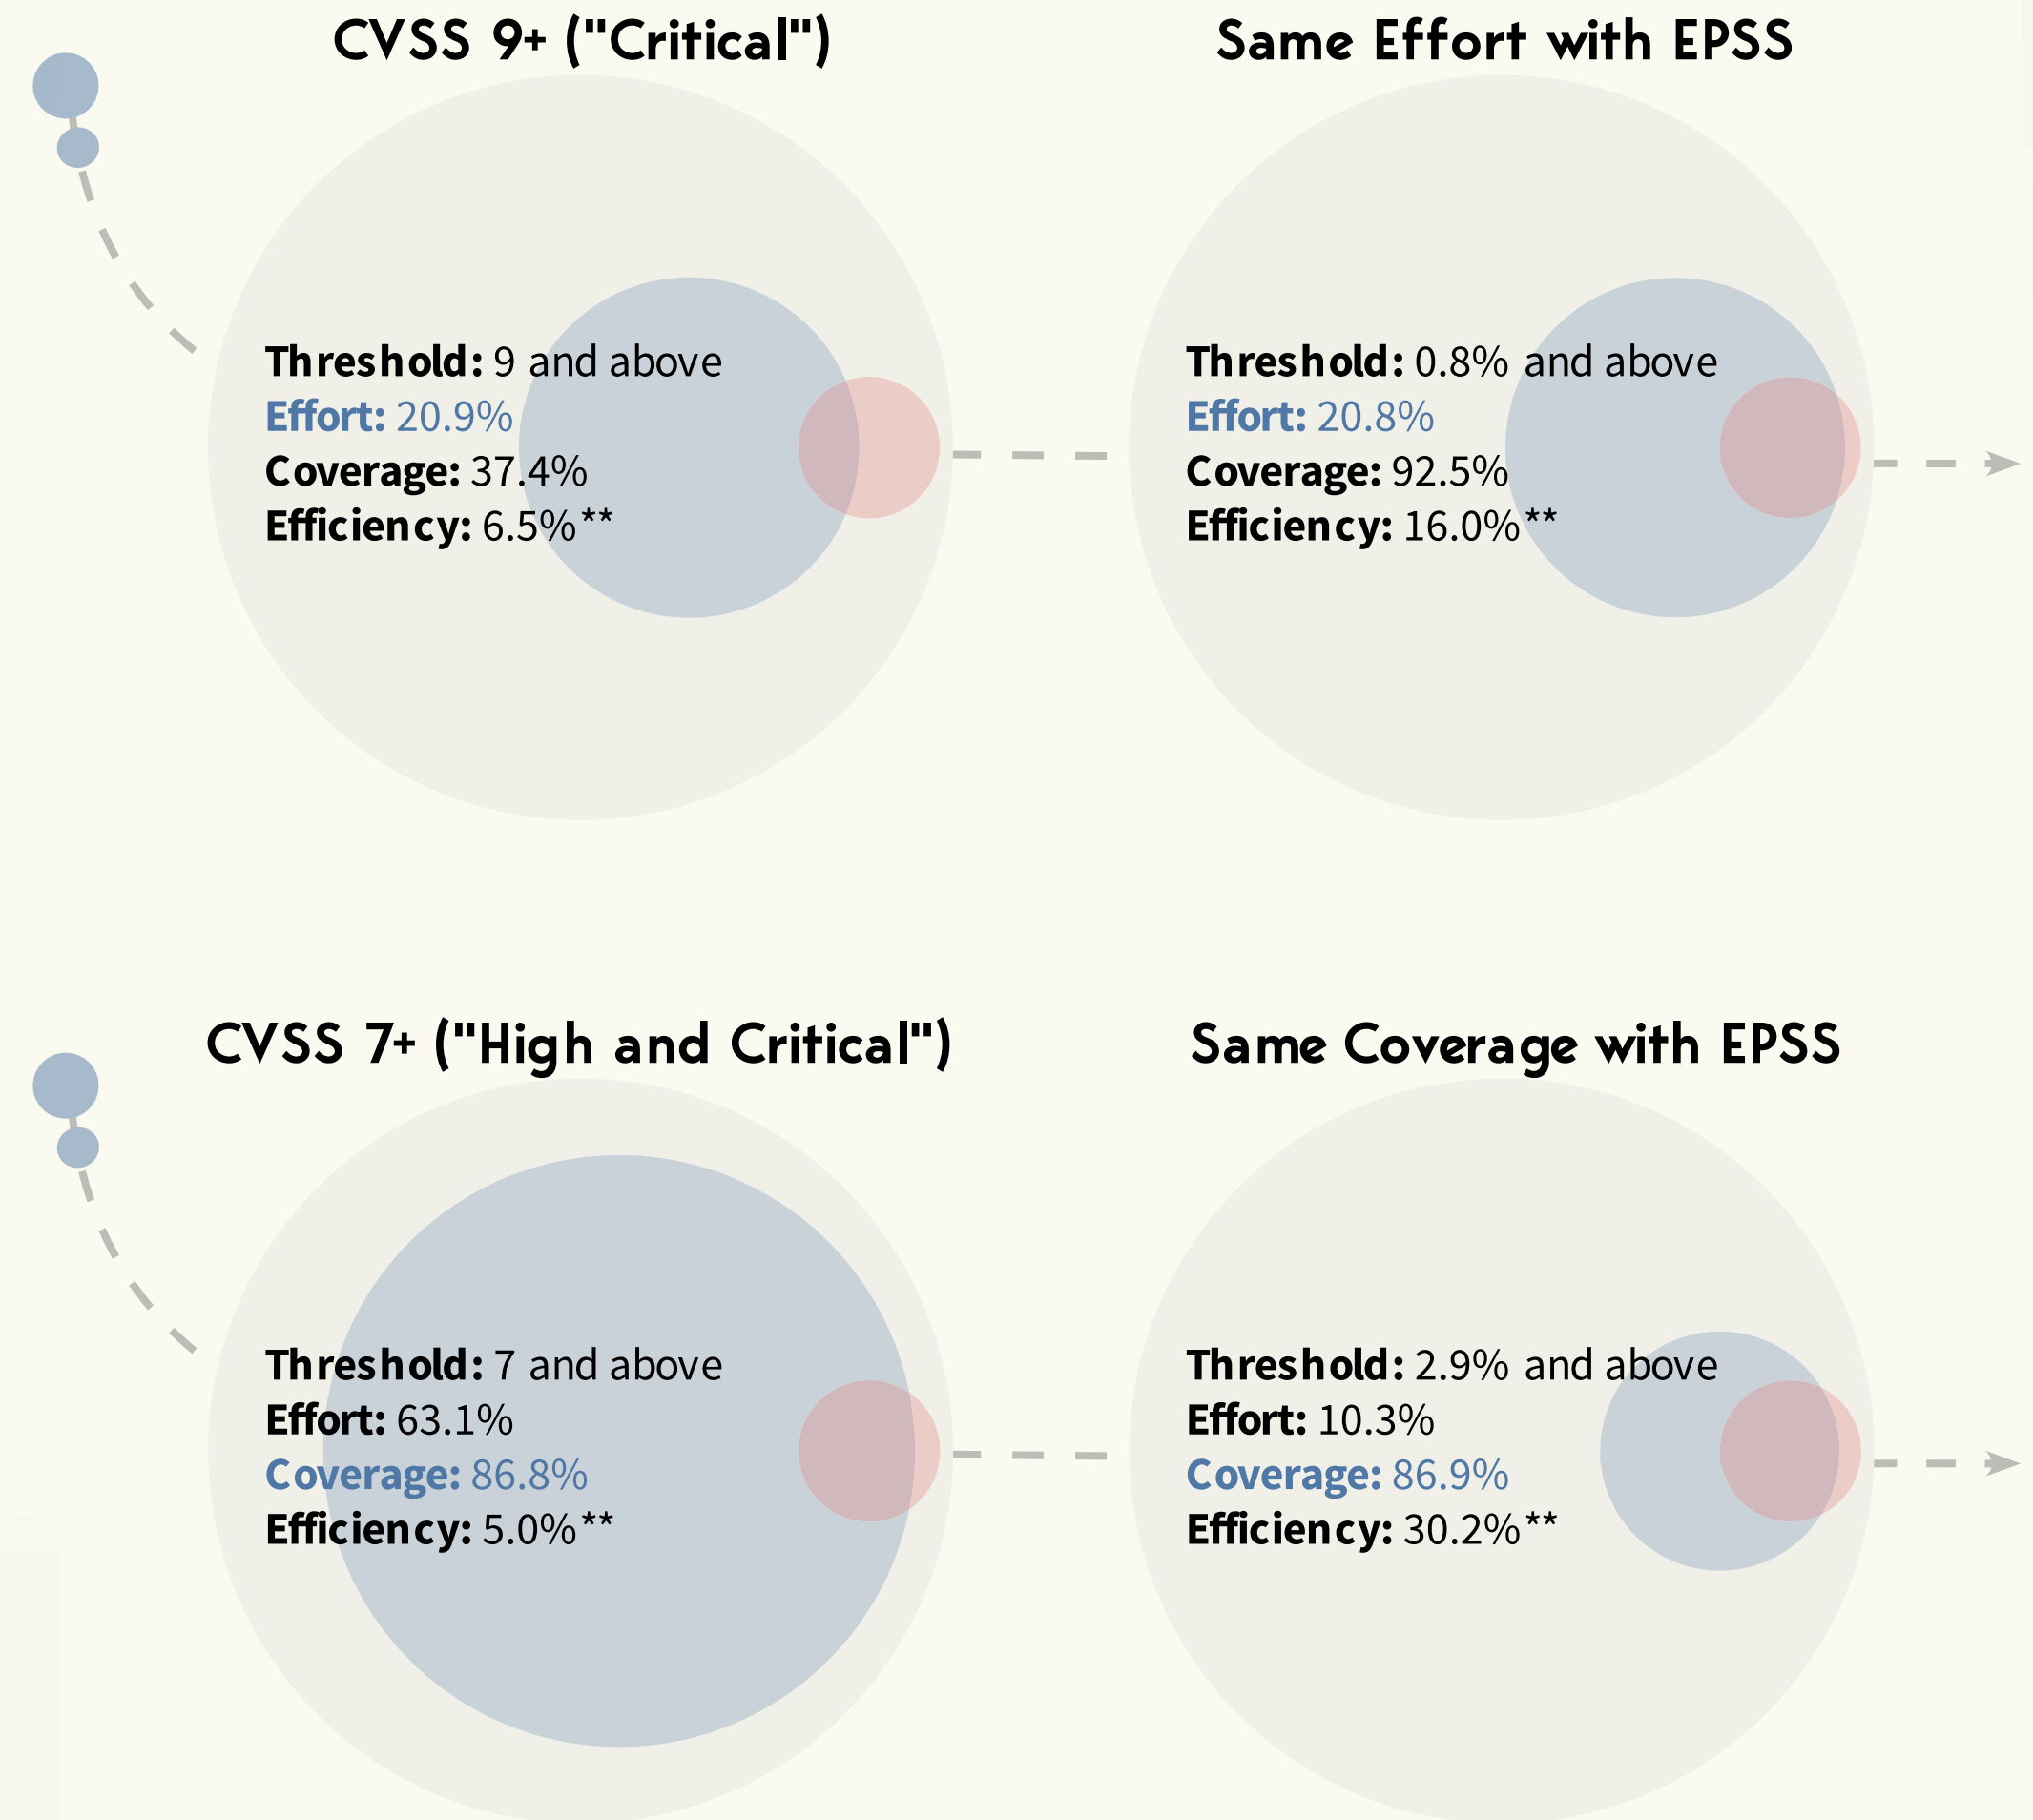 CVSS 9+ ("Critical")
Threshold: 9 and above
Effort: 20.9%
Coverage: 37.4%
Efficiency: 6.5%**
Same Effort with EPSS
Threshold: 0.8% and above
Effort: 20.8%
Coverage: 92.5%
Efficiency: 16.0%**
CVSS 7+ ("High and Critical")
Threshold: 7 and above
Effort: 63.1%
Coverage: 86.8%
Efficiency: 5.0%**
Same Coverage with EPSS
Threshold: 2.9% and above
Effort: 10.3%
Coverage: 86.9%
Efficiency: 30.2%**